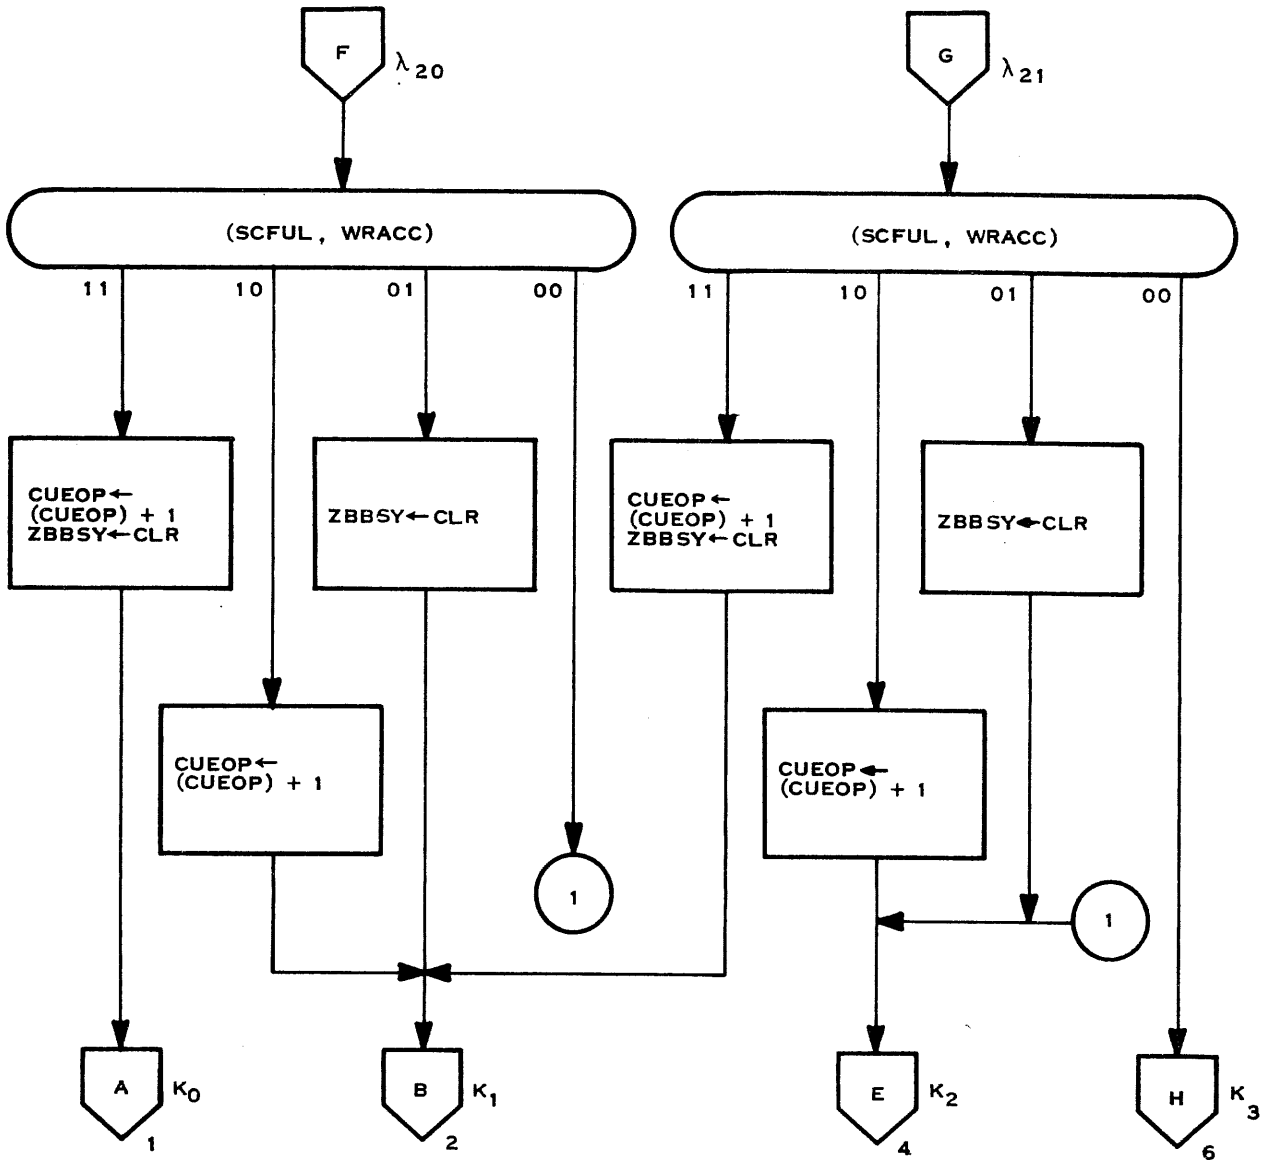 F
λ20
G
λ21
(SCFUL, WRACC)
(SCFUL, WRACC)
11
10
01
00
11
10
01
00
CUEOP←
(CUEOP) + 1
ZBBSY←CLR
ZBBSY←CLR
CUEOP←
(CUEOP) + 1
ZBBSY←CLR
ZBBSY←CLR
CUEOP←
(CUEOP) + 1
CUEOP←
(CUEOP) + 1
1
1
A
K0
1
B
K1
2
E
K2
4
H
K3
6